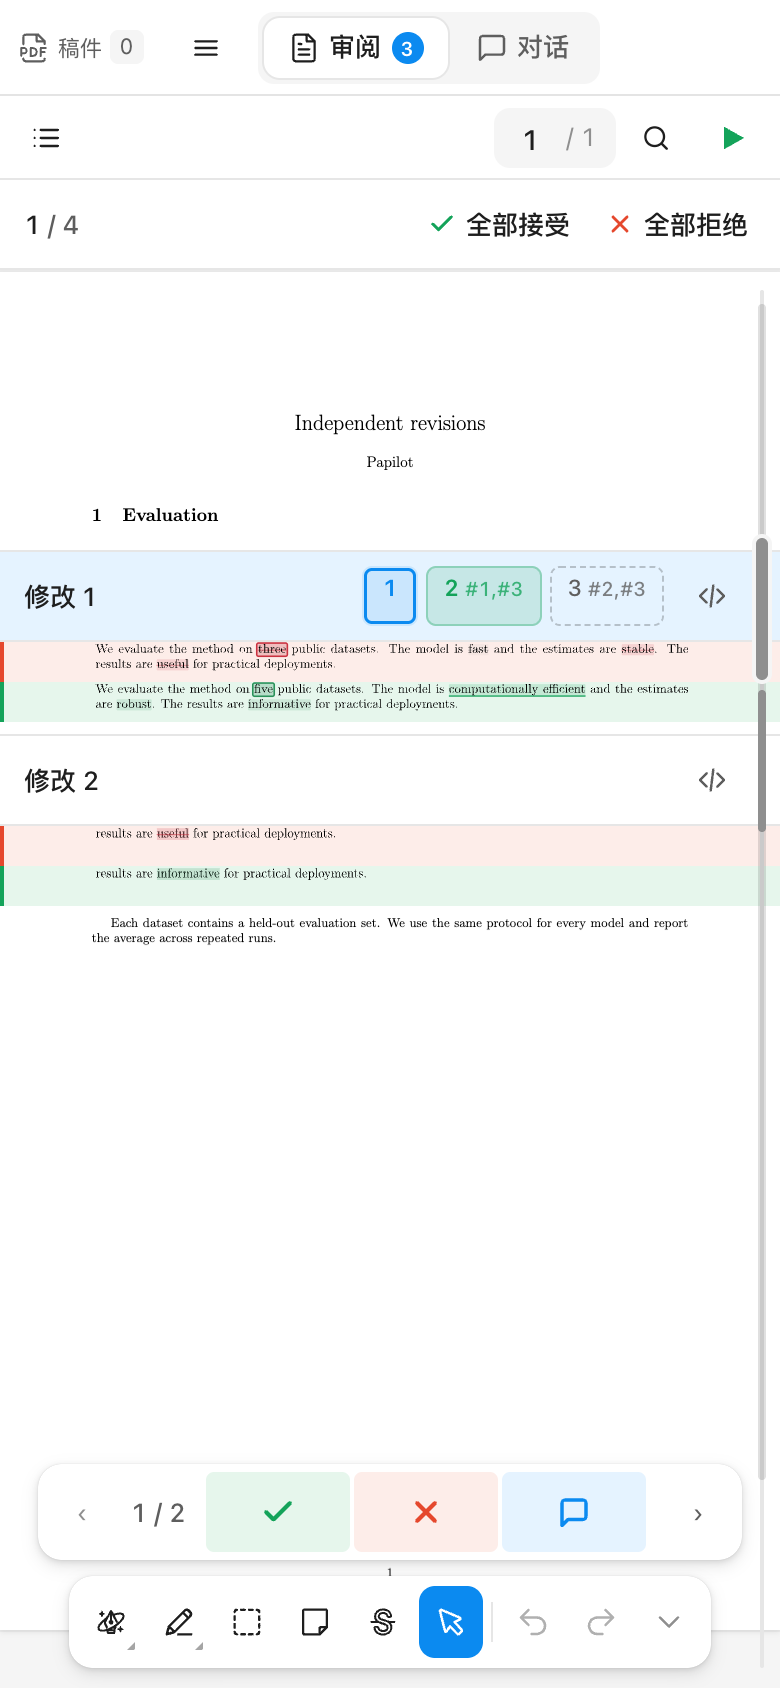 PDF 稿件 0 审阅 3 对话
1 / 1
1 / 4 全部接受 全部拒绝
Independent revisions
Papilot
1 Evaluation
修改 1 1 2 #1,#3 3 #2,#3
We evaluate the method on three public datasets. The model is fast and the estimates are stable. The
results are useful for practical deployments.
We evaluate the method on five public datasets. The model is computationally efficient and the estimates
are robust. The results are informative for practical deployments.
修改 2
results are useful for practical deployments.
results are informative for practical deployments.
Each dataset contains a held-out evaluation set. We use the same protocol for every model and report
the average across repeated runs.
1 / 2
1